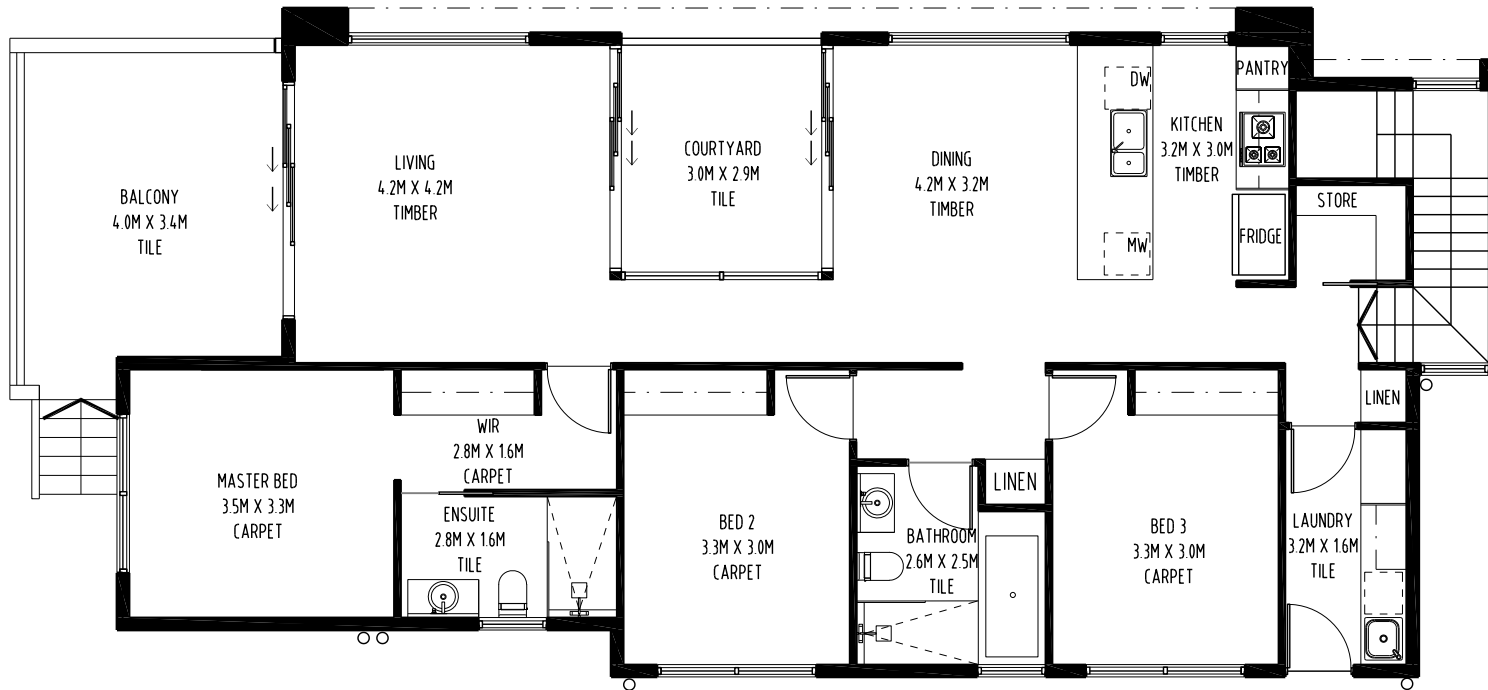 BALCONY
4.0M X 3.4M
TILE
LIVING
4.2M X 4.2M
TIMBER
COURTYARD
3.0M X 2.9M
TILE
DINING
4.2M X 3.2M
TIMBER
DW
MW
KITCHEN
3.2M X 3.0M
TIMBER
PANTRY
FRIDGE
STORE
LINEN
MASTER BED
3.5M X 3.3M
CARPET
WIR
2.8M X 1.6M
CARPET
ENSUITE
2.8M X 1.6M
TILE
BED 2
3.3M X 3.0M
CARPET
LINEN
BATHROOM
2.6M X 2.5M
TILE
BED 3
3.3M X 3.0M
CARPET
LAUNDRY
3.2M X 1.6M
TILE